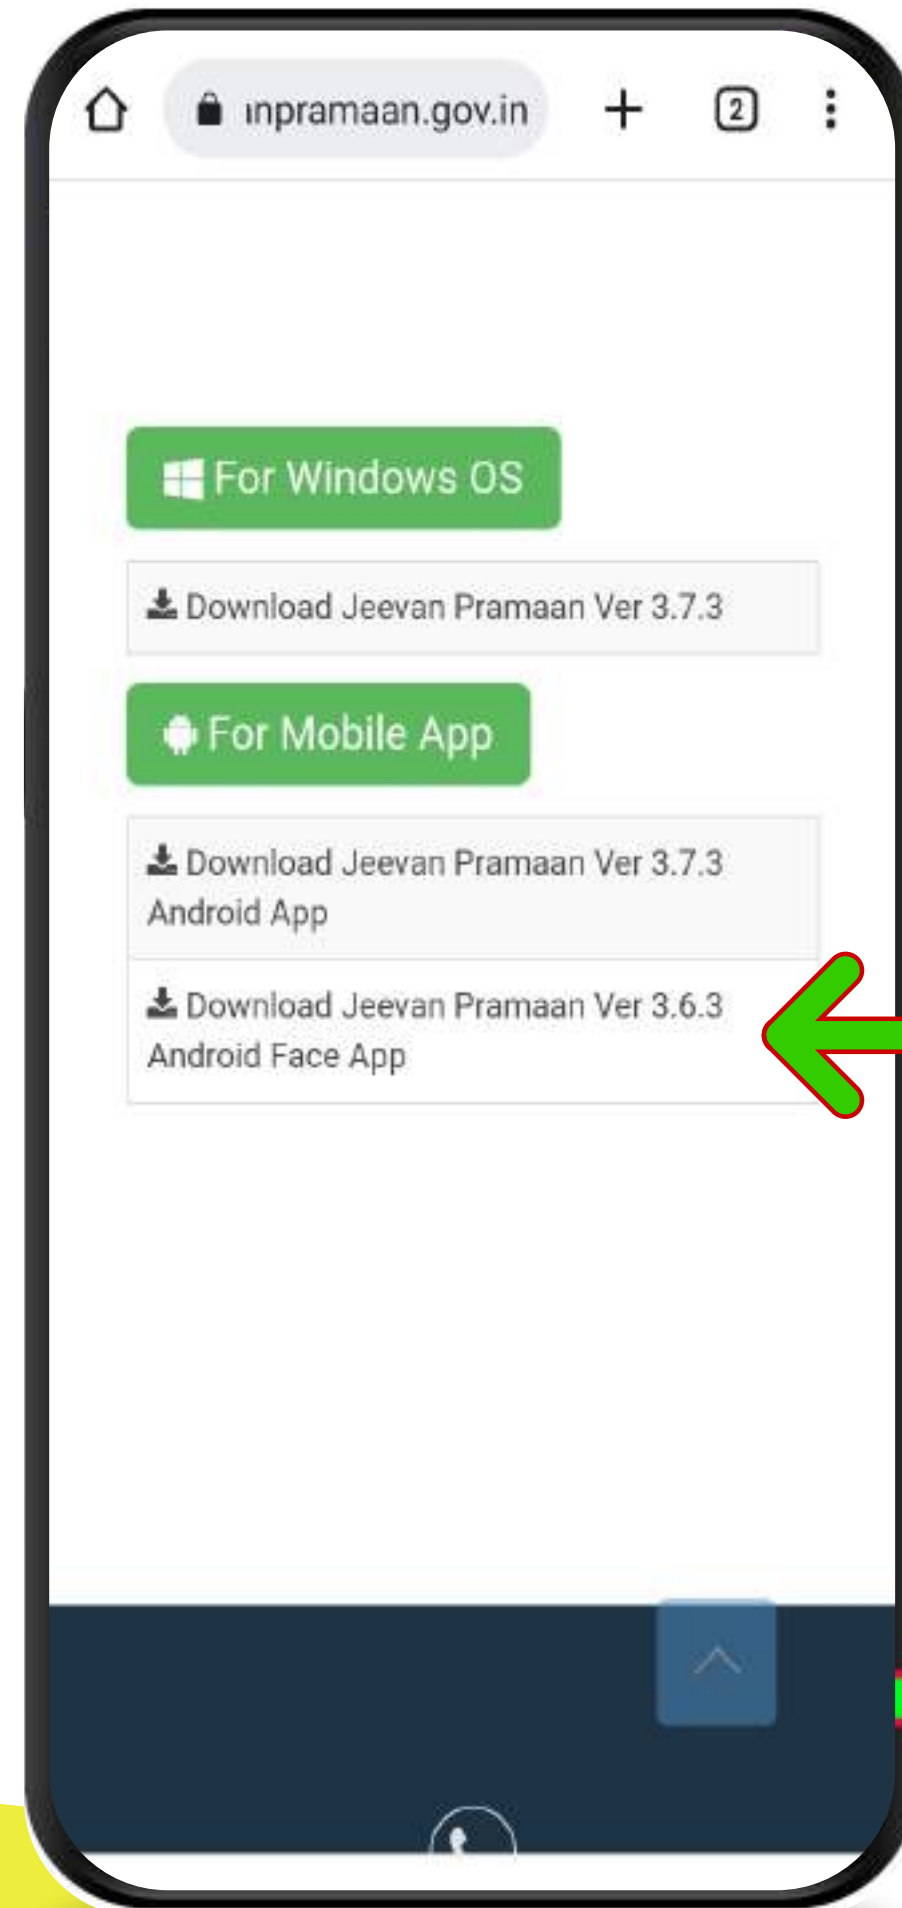 ınpramaan.gov.in
2
For Windows OS
Download Jeevan Pramaan Ver 3.7.3
For Mobile App
Download Jeevan Pramaan Ver 3.7.3
Android App
Download Jeevan Pramaan Ver 3.6.3
Android Face App